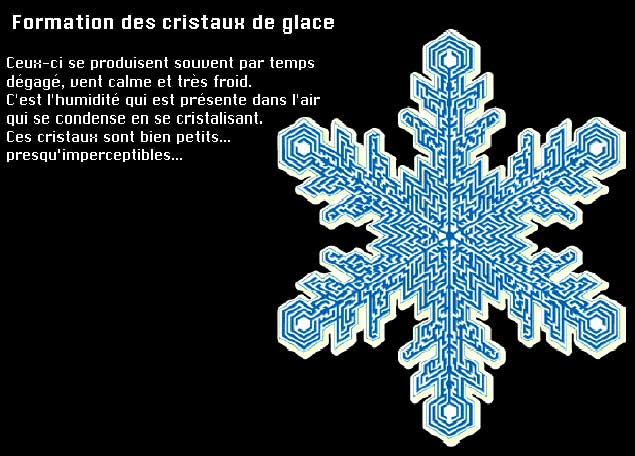 Formation des cristaux de glace
Ceux-ci se produisent souvent par temps
dégagé, vent calme et très froid.
C'est l'humidité qui est présente dans l'air
qui se condense en se cristalisant.
Ces cristaux sont bien petits...
presqu'imperceptibles...